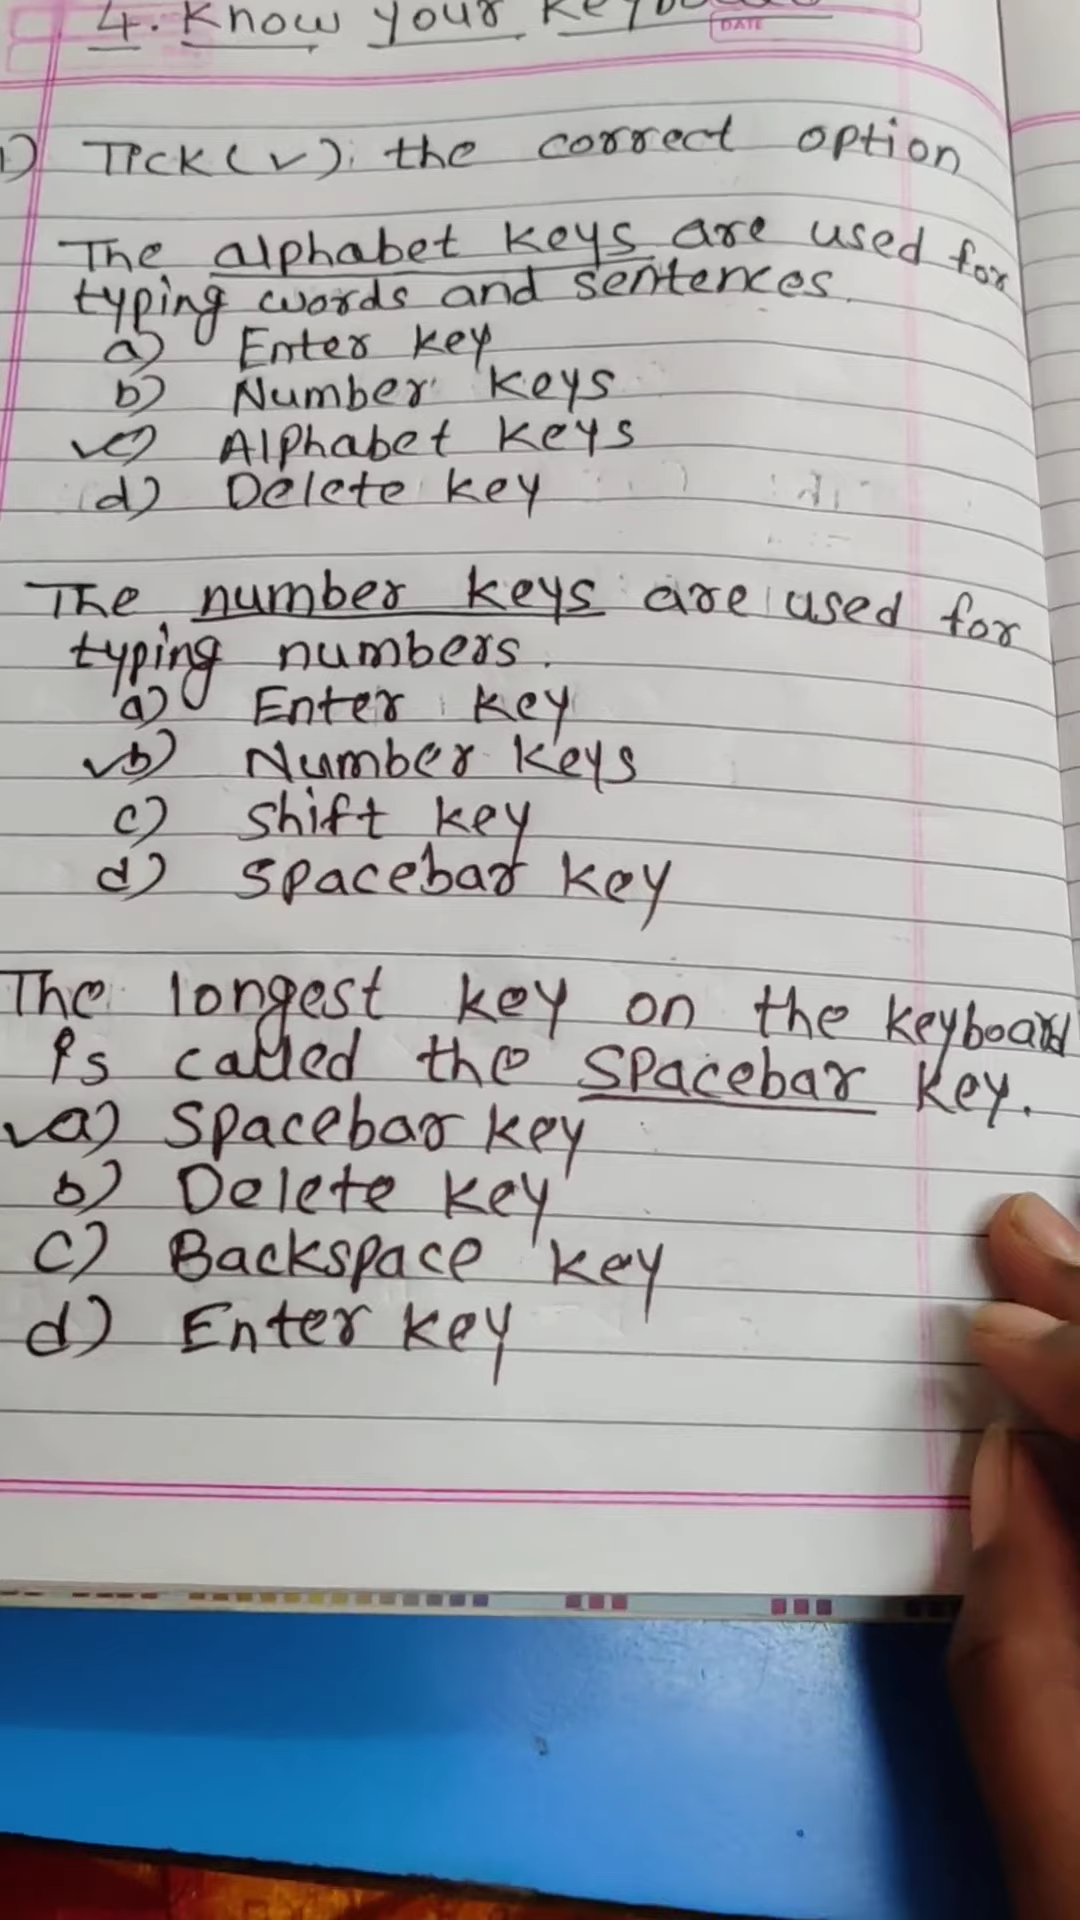 4. Know your Keyboard
DATE
1) Tick (✓) the correct option
The alphabet keys are used for
typing words and sentences.
a) Enter key
b) Number keys
✓c) Alphabet keys
d) Delete key
The number keys are used for
typing numbers.
a) Enter key
✓b) Number keys
c) Shift key
d) Spacebar key
The longest key on the keyboard
is called the Spacebar key.
✓a) Spacebar key
b) Delete key
c) Backspace key
d) Enter key